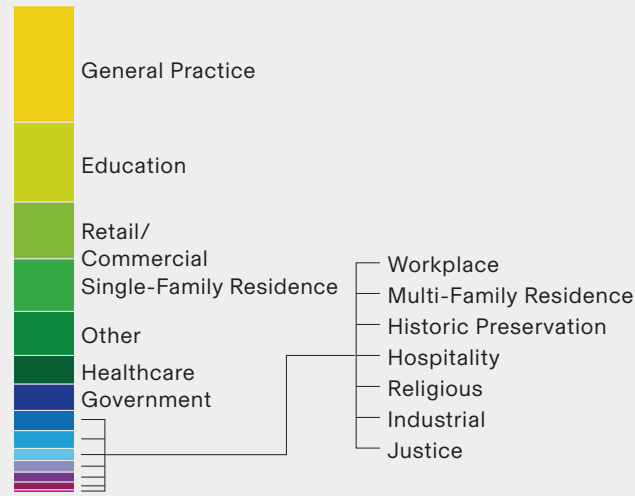 General Practice
Education
Retail/
Commercial
Single-Family Residence
Other
Healthcare
Government
Workplace
Multi-Family Residence
Historic Preservation
Hospitality
Religious
Industrial
Justice